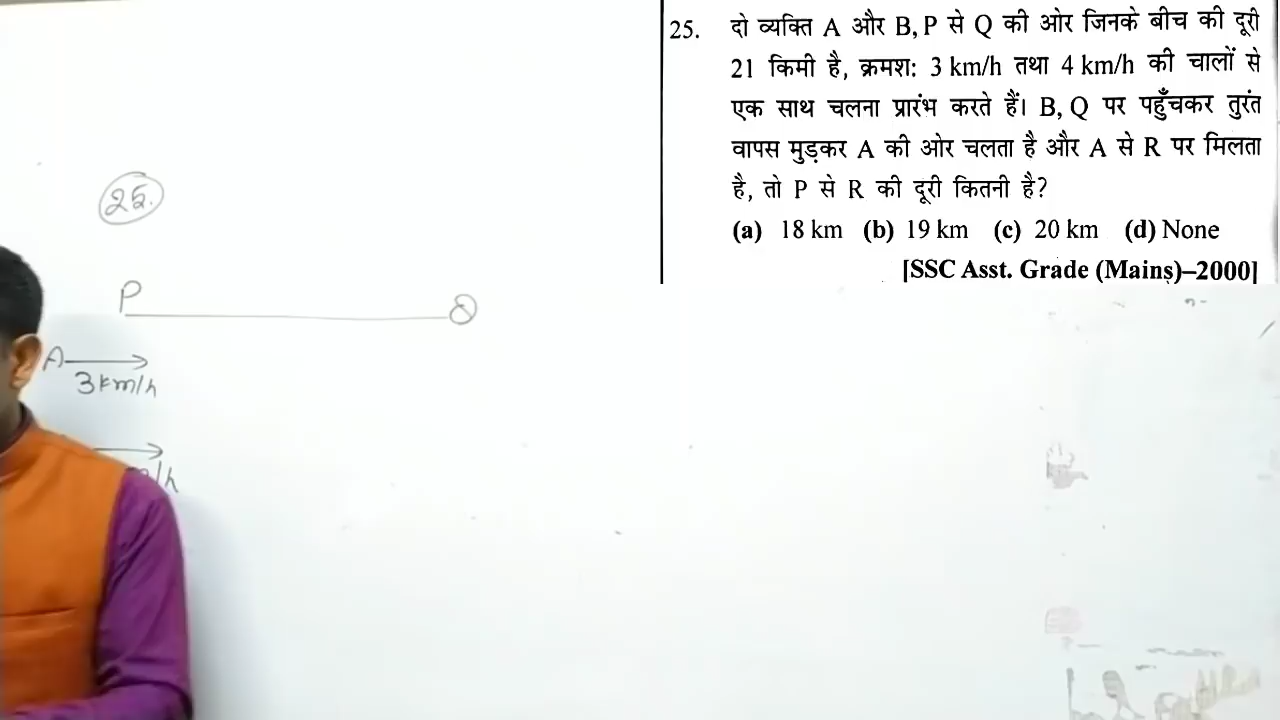 25. दो व्यक्ति A और B, P से Q की ओर जिनके बीच की दूरी
21 किमी है, क्रमश: 3 km/h तथा 4 km/h की चालों से
एक साथ चलना प्रारंभ करते हैं। B, Q पर पहुँचकर तुरंत
वापस मुड़कर A की ओर चलता है और A से R पर मिलता
है, तो P से R की दूरी कितनी है?
(a) 18 km (b) 19 km (c) 20 km (d) None
[SSC Asst. Grade (Mains)–2000]
25.
P Q
A
3km/h
/h